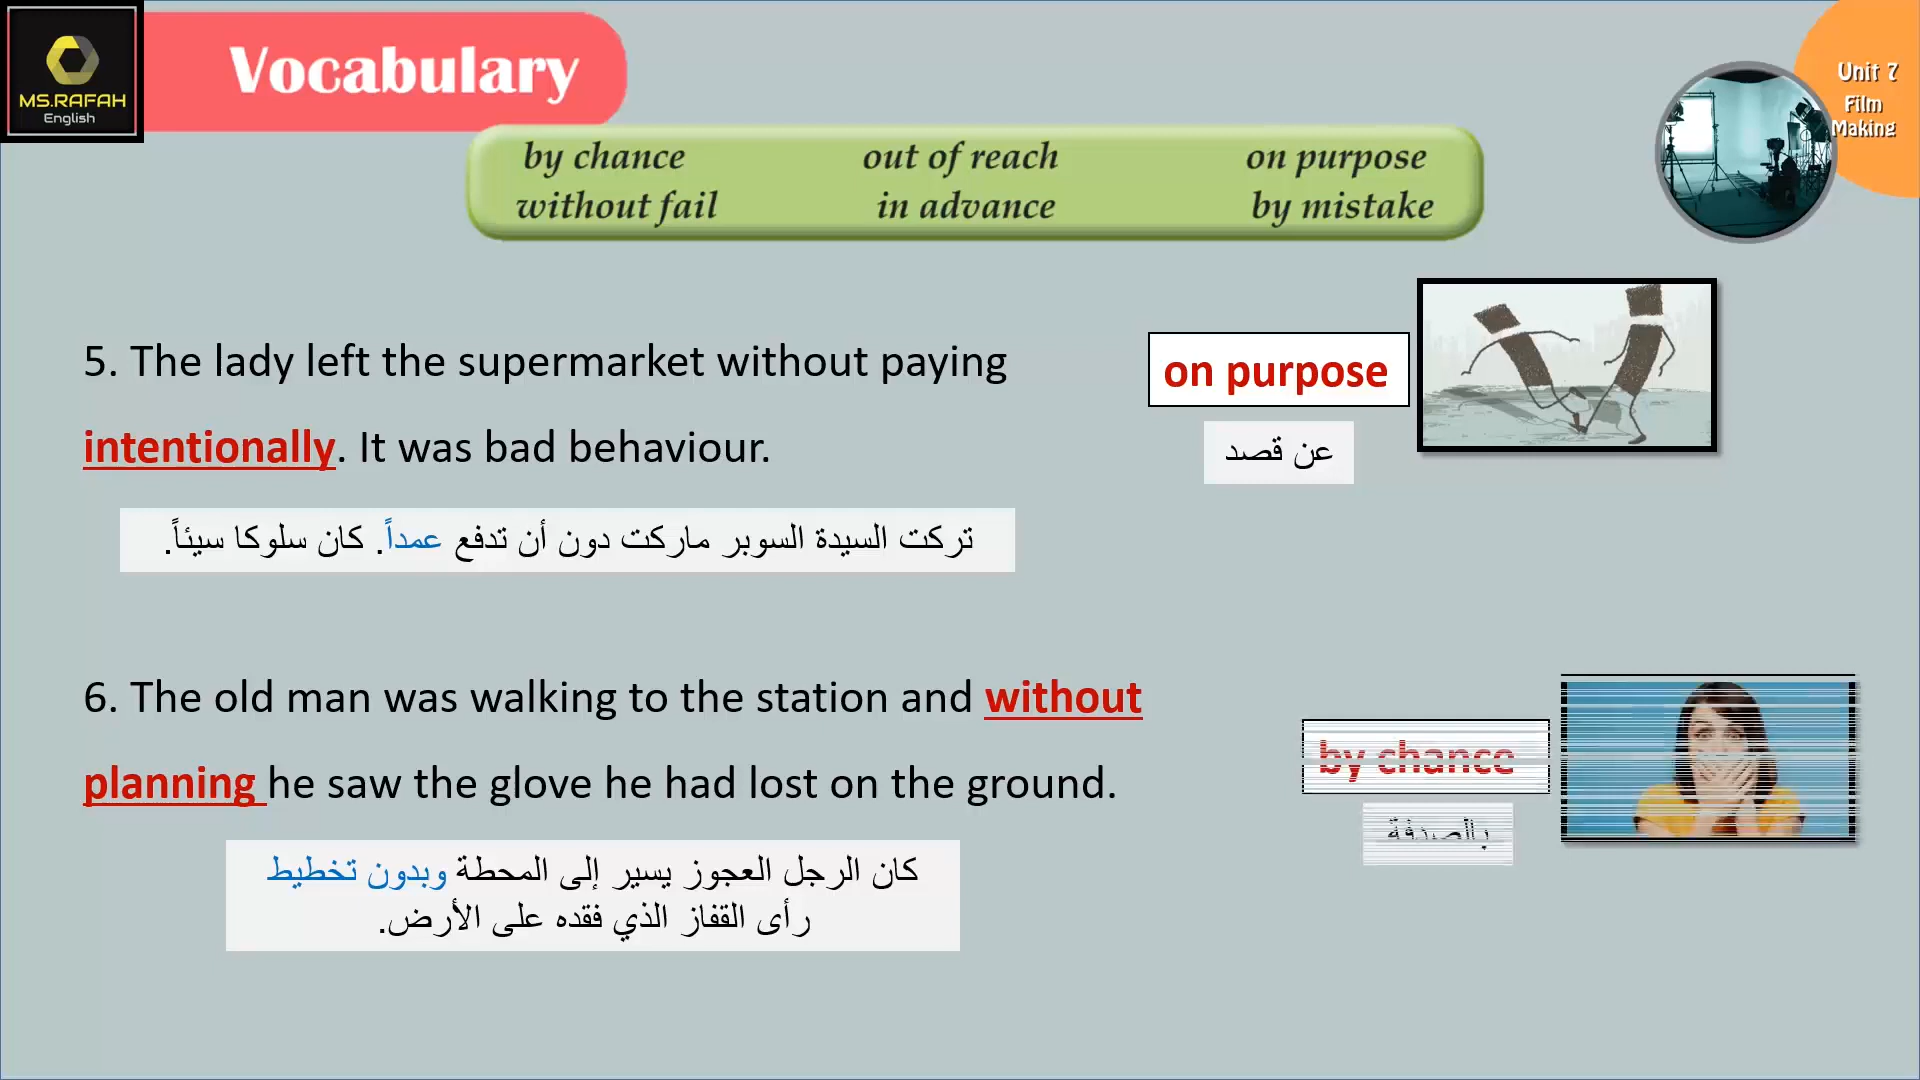 MS.RAFAH
English
Vocabulary
Unit 7
Film
Making
by chance out of reach on purpose
without fail in advance by mistake
5. The lady left the supermarket without paying
intentionally. It was bad behaviour.
on purpose
عن قصد
تركت السيدة السوبر ماركت دون أن تدفع عمداً. كان سلوكا سيئاً.
6. The old man was walking to the station and without
planning he saw the glove he had lost on the ground.
by chance
بالصدفة
كان الرجل العجوز يسير إلى المحطة وبدون تخطيط
رأى القفاز الذي فقده على الأرض.